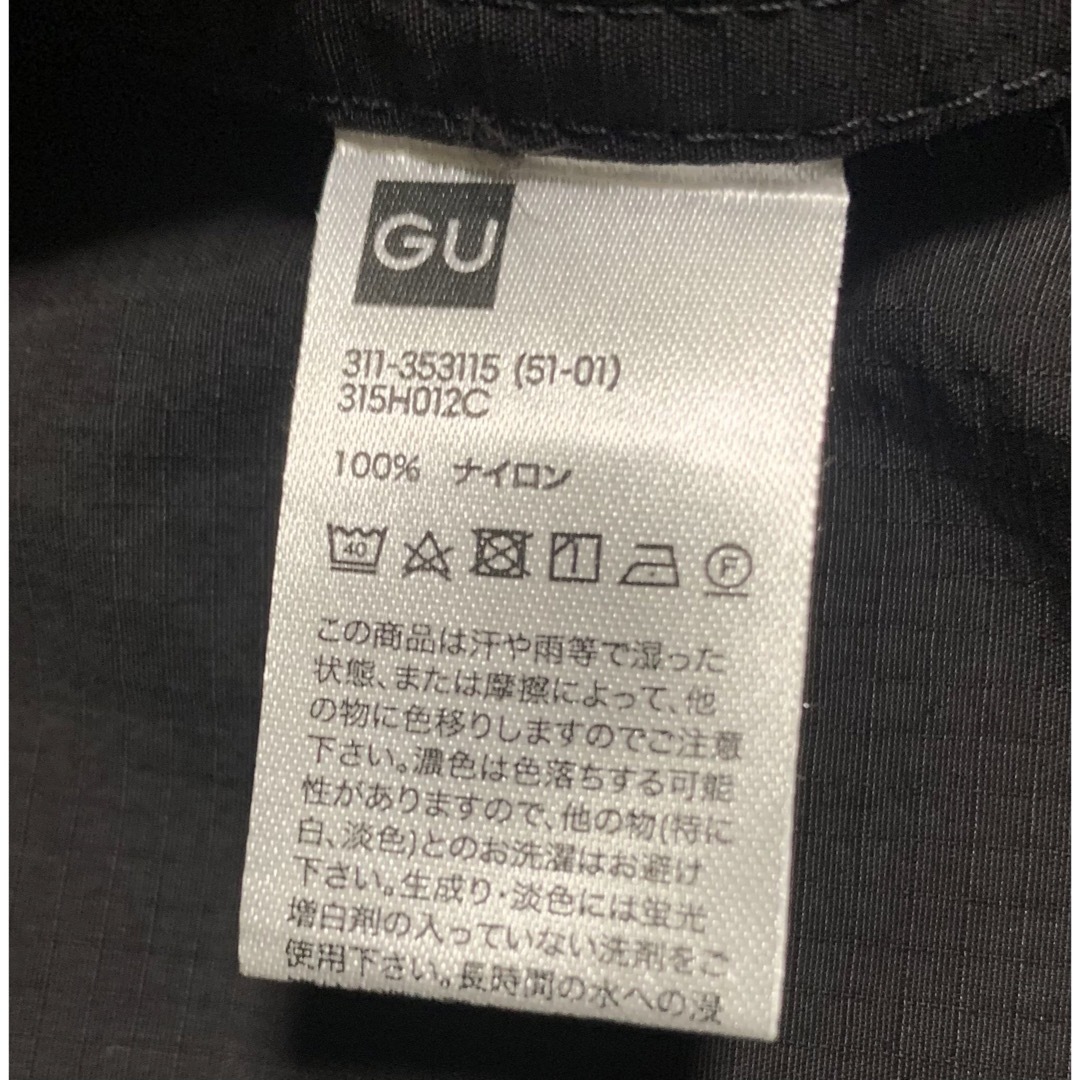 GU
311-353115 (51-01)
315H012C
100% ナイロン
40 F
この商品は汗や雨等で湿った
状態、または摩擦によって、他
の物に色移りしますのでご注意
下さい。濃色は色落ちする可能
性がありますので、他の物(特に
白、淡色)とのお洗濯はお避け
下さい。生成り・淡色には蛍光
増白剤の入っていない洗剤をご
使用下さい。長時間の水への浸